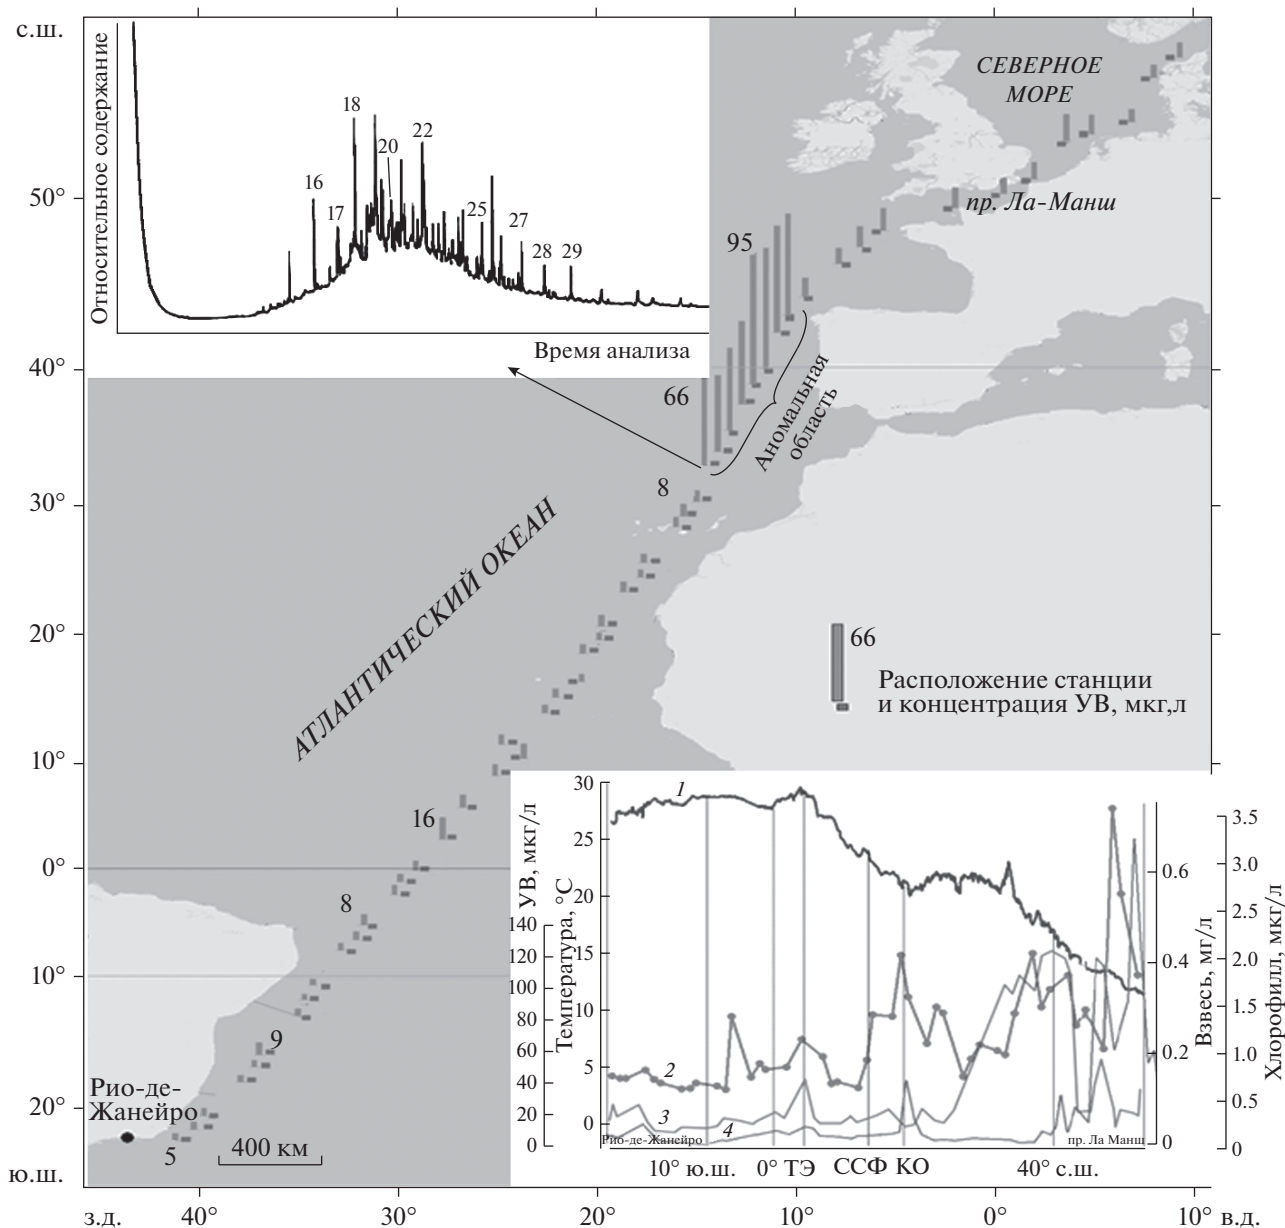 с.ш.
50°
40°
30°
20°
10°
0°
10°
20°
ю.ш.
Относительное содержание
16
17
18
20
22
25
27
28
29
Время анализа
СЕВЕРНОЕ
МОРЕ
пр. Ла-Манш
95
66
Аномальная
область
8
АТЛАНТИЧЕСКИЙ ОКЕАН
66
Расположение станции
и концентрация УВ, мкг,л
16
8
9
Рио-де-
Жанейро
5
400 км
УВ, мкг/л
140
120
100
80
60
40
20
0
Температура, °C
30
25
20
15
10
5
0
1
2
3
4
Рио-де-Жанейро
пр. Ла Манш
10° ю.ш.
0° ТЭ
ССФ
КО
40° с.ш.
0.6
0.4
0.2
0
Взвесь, мг/л
3.5
3.0
2.5
2.0
1.5
1.0
0.5
0
Хлорофилл, мкг/л
з.д.
40°
30°
20°
10°
0°
10°
в.д.